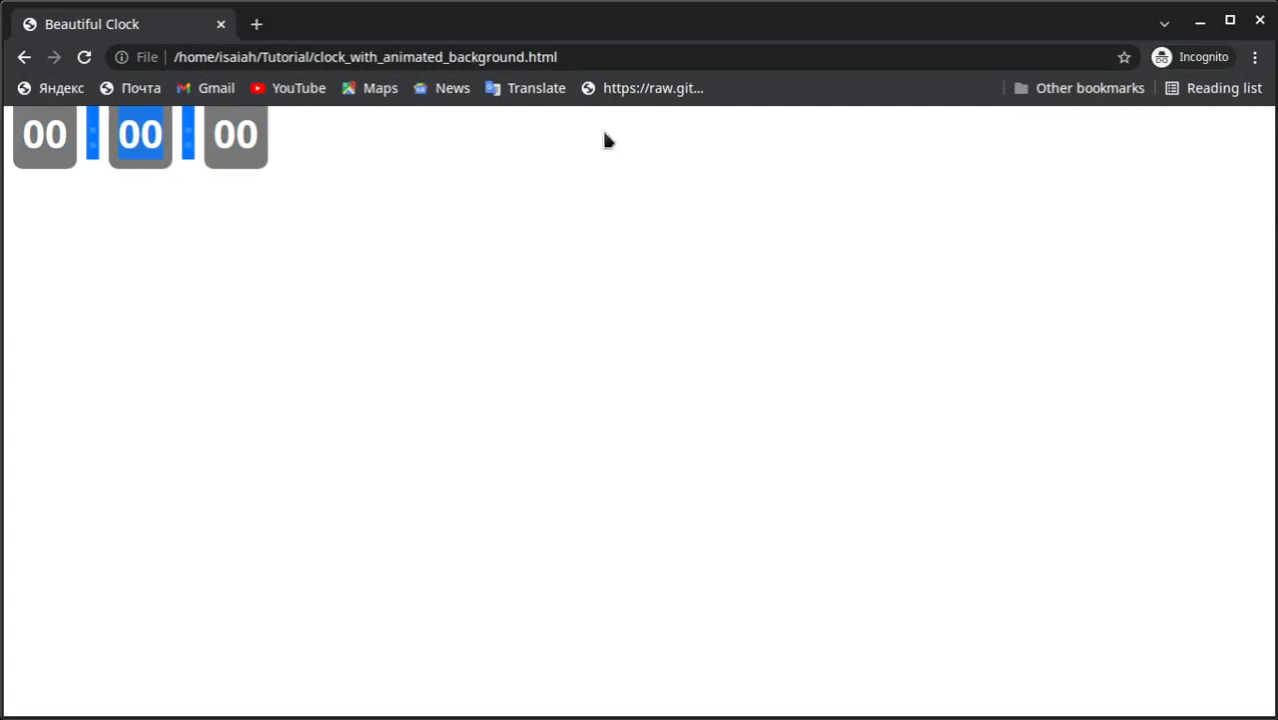 Beautiful Clock
File /home/isaiah/Tutorial/clock_with_animated_background.html Incognito
Яндекс Почта Gmail YouTube Maps News Translate https://raw.git... Other bookmarks Reading list
00 : 00 : 00